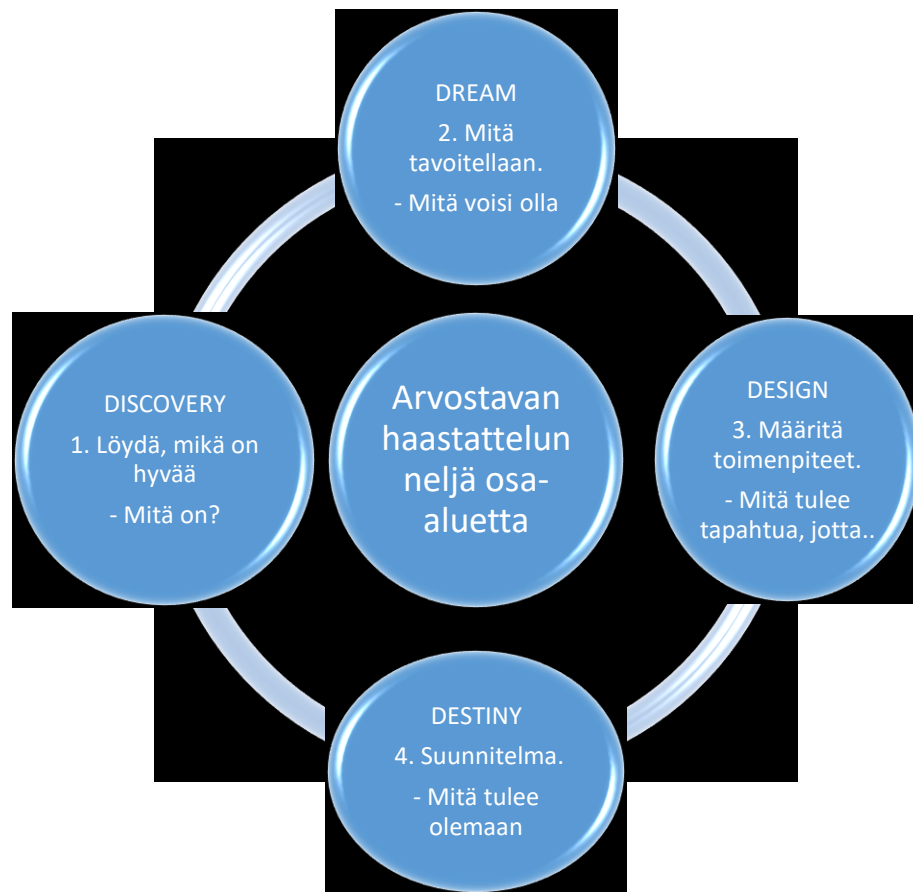 DREAM
2. Mitä
tavoitellaan.
- Mitä voisi olla
DISCOVERY
1. Löydä, mikä on
hyvää
- Mitä on?
Arvostavan
haastattelun
neljä osa-
aluetta
DESIGN
3. Määritä
toimenpiteet.
- Mitä tulee
tapahtua, jotta..
DESTINY
4. Suunnitelma.
- Mitä tulee
olemaan